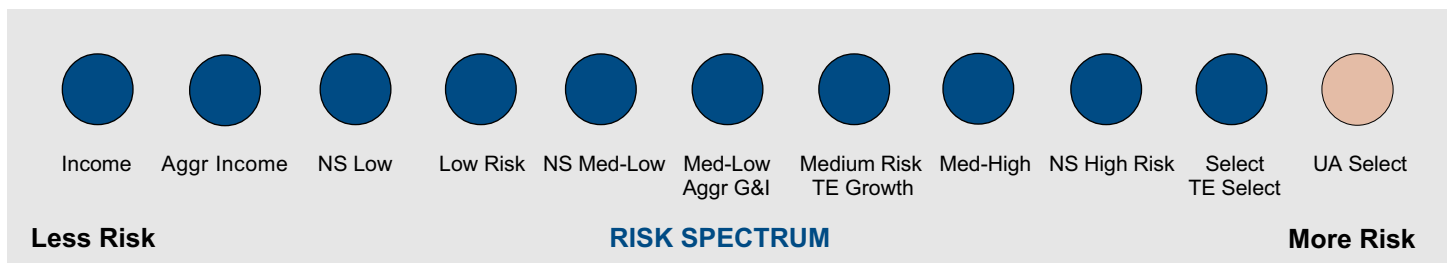 Income Aggr Income NS Low Low Risk NS Med-Low Med-Low Medium Risk Med-High NS High Risk Select UA Select
Aggr G&I TE Growth TE Select
Less Risk RISK SPECTRUM More Risk